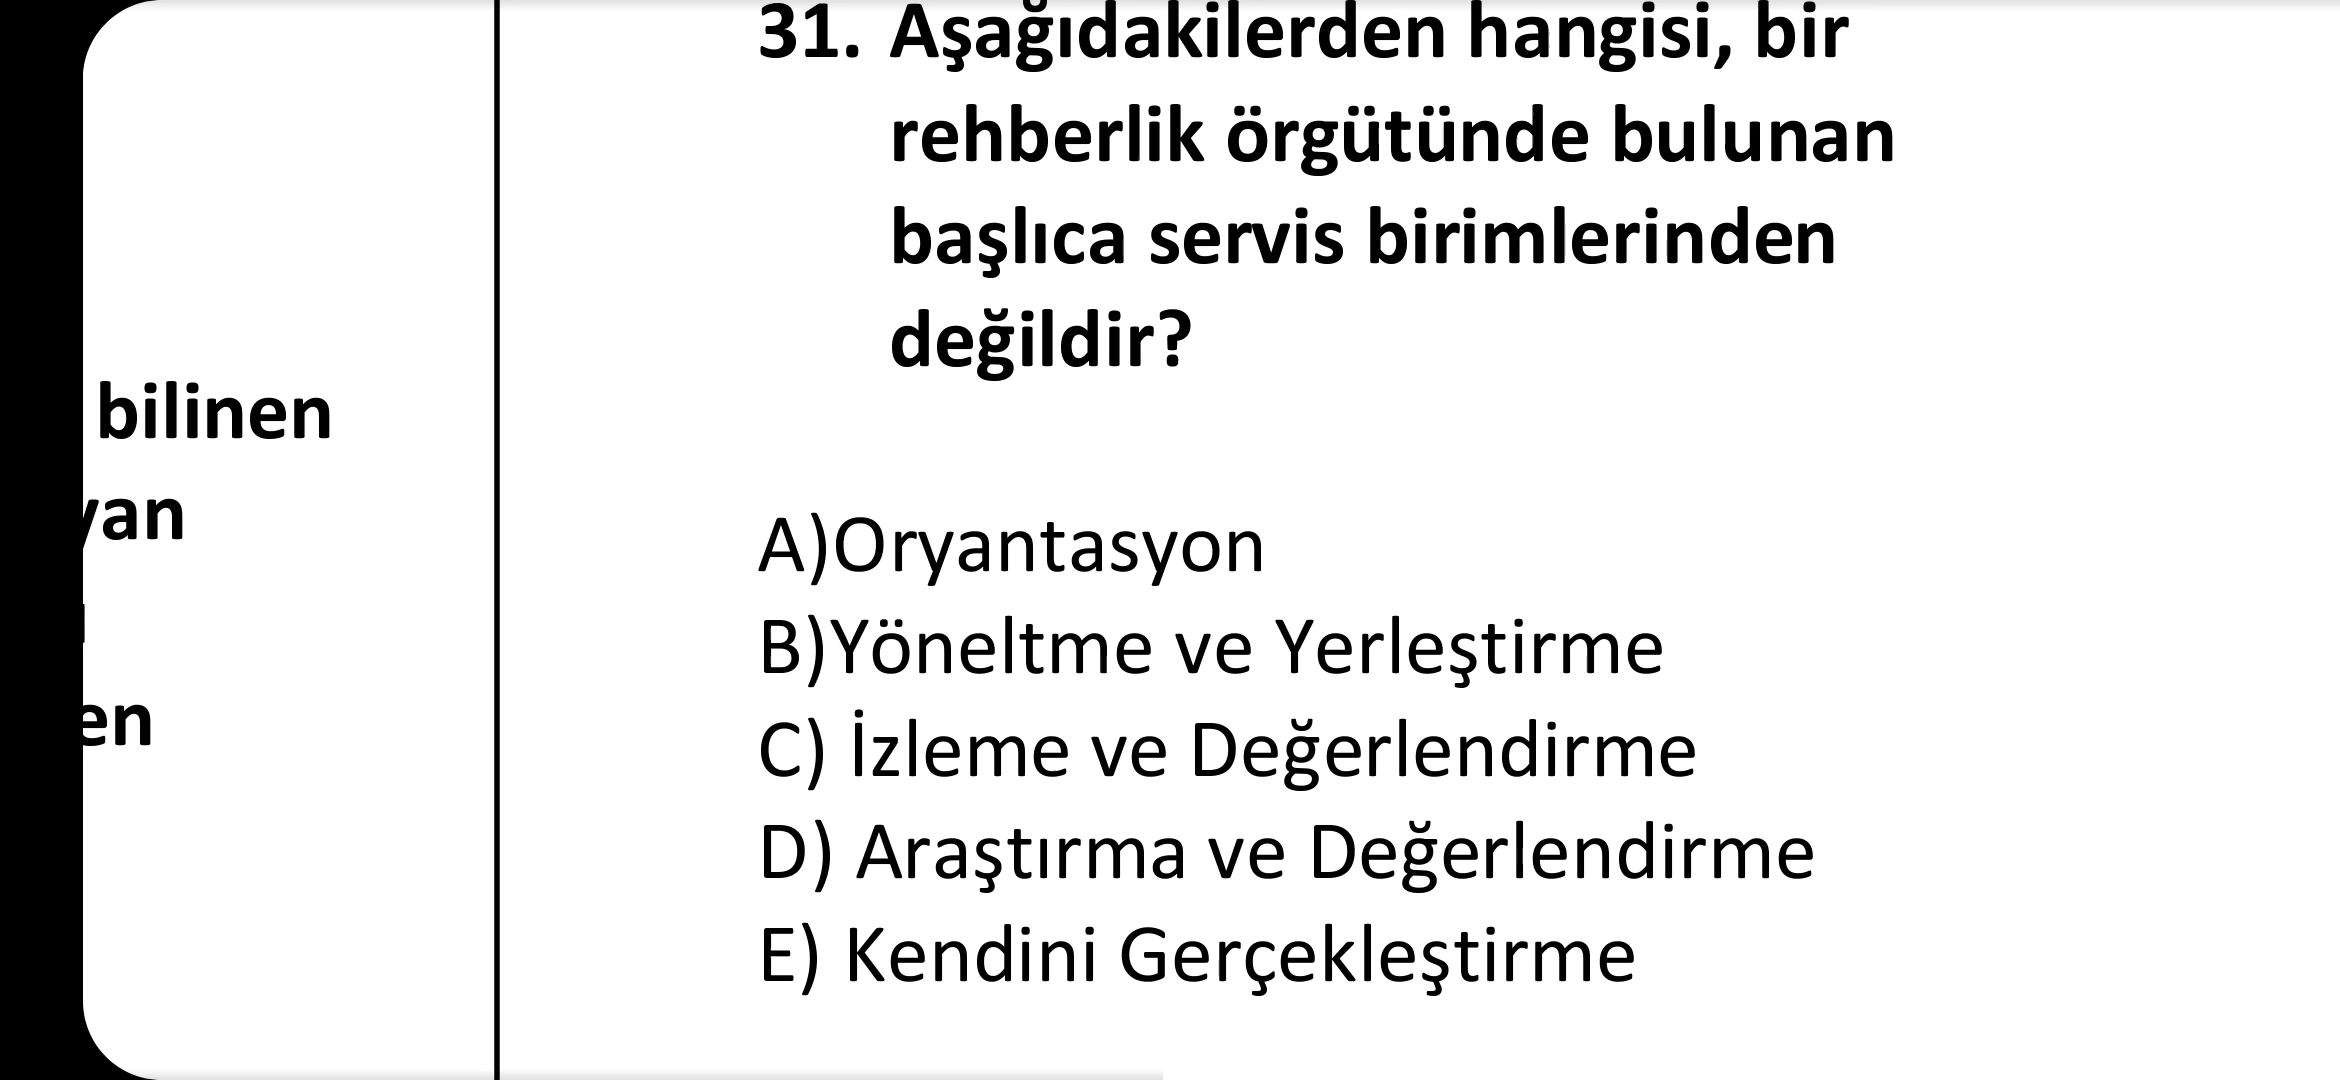 bilinen
en
31. Aşağıdakilerden hangisi, bir
rehberlik örgütünde bulunan
başlıca servis birimlerinden
değildir?
A)Oryantasyon
B)Yöneltme ve Yerleştirme
C) İzleme ve Değerlendirme
D) Araştırma ve Değerlendirme
E) Kendini Gerçekleştirme